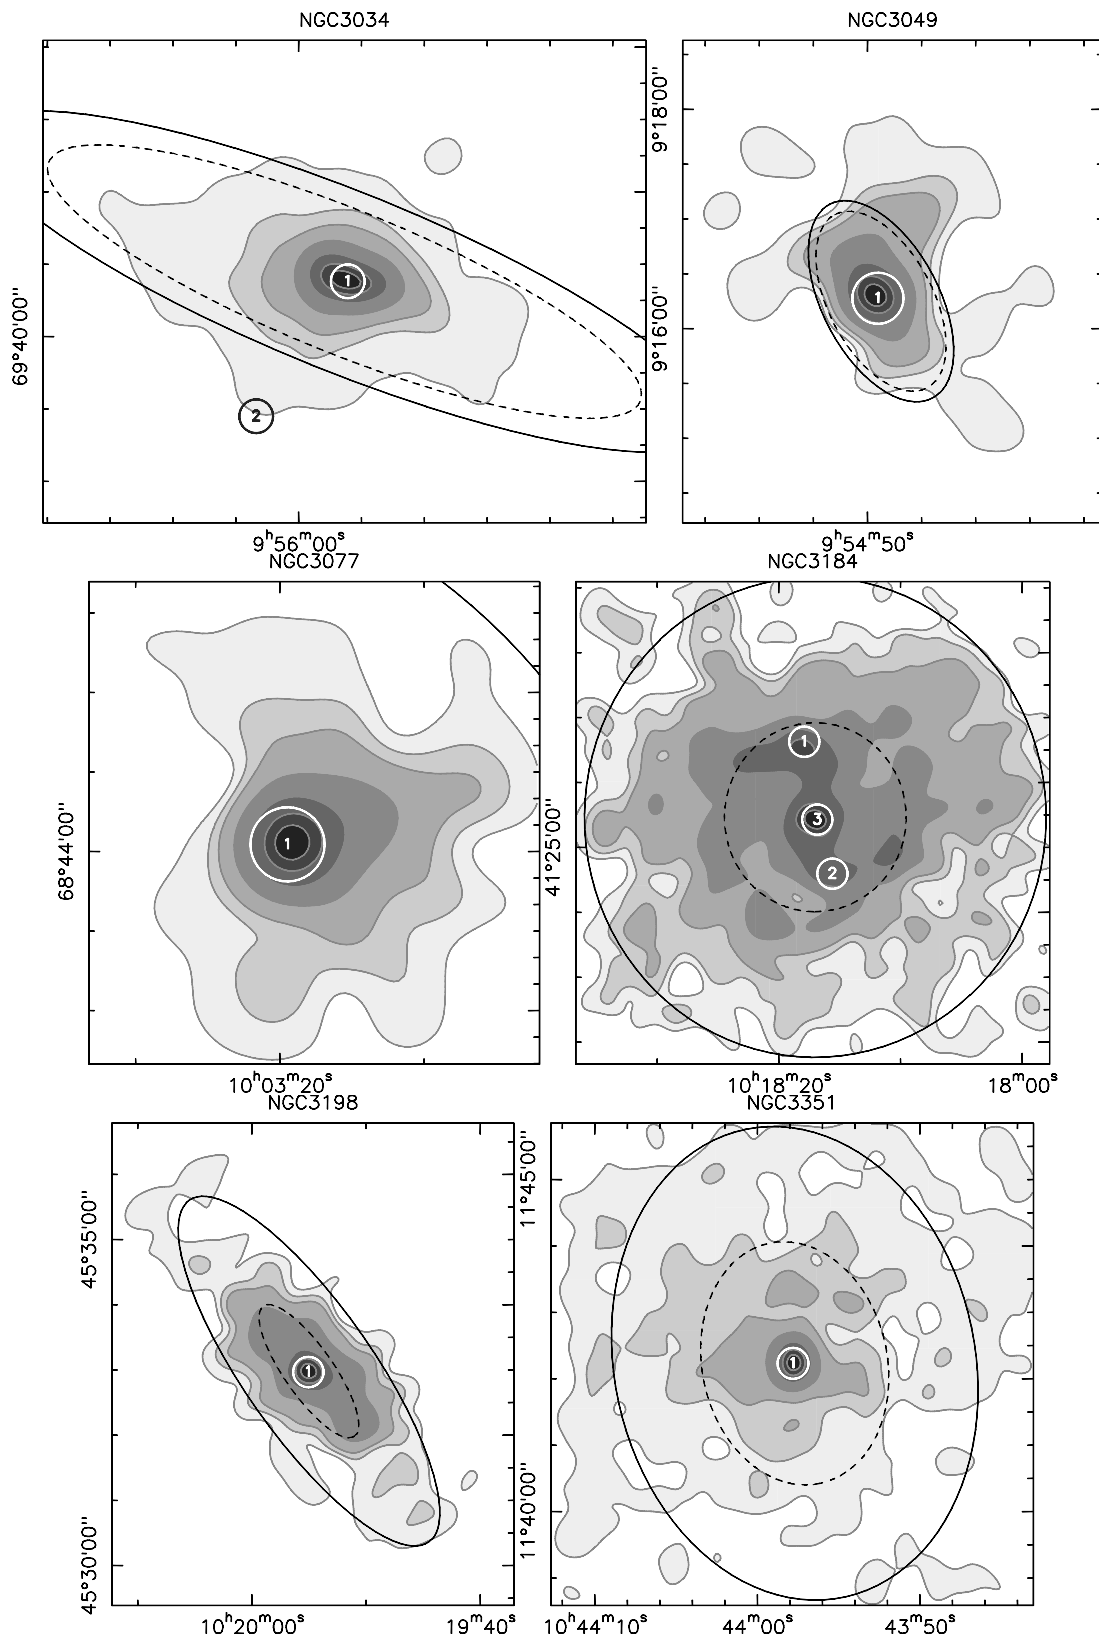 NGC3034
NGC3049
69°40'00''
1
2
9°18'00''
9°16'00''
1
9ʰ56ᵐ00ˢ
9ʰ54ᵐ50ˢ
NGC3077
NGC3184
68°44'00''
1
41°25'00''
1
3
2
10ʰ03ᵐ20ˢ
10ʰ18ᵐ20ˢ
18ᵐ00ˢ
NGC3198
NGC3351
45°35'00''
45°30'00''
1
11°45'00''
11°40'00''
1
10ʰ20ᵐ00ˢ
19ᵐ40ˢ
10ʰ44ᵐ10ˢ
44ᵐ00ˢ
43ᵐ50ˢ